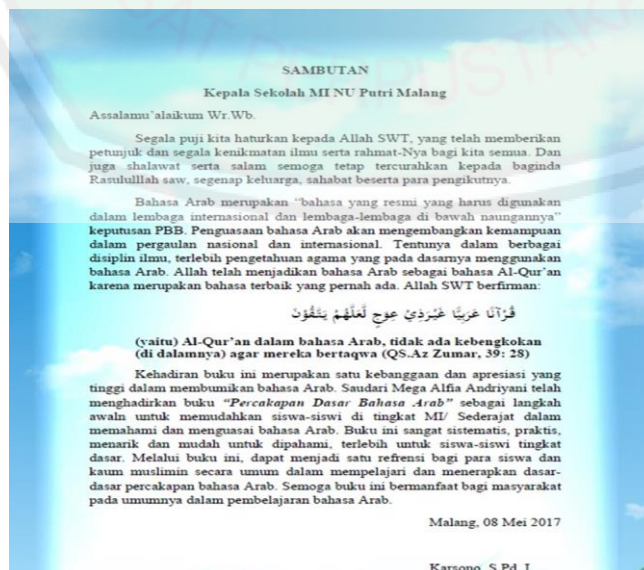 SAMBUTAN
Kepala Sekolah MI NU Putri Malang
Assalamu'alaikum Wr.Wb.
Segala puji kita haturkan kepada Allah SWT, yang telah memberikan
petunjuk dan segala kenikmatan ilmu serta rahmat-Nya bagi kita semua. Dan
juga shalawat serta salam semoga tetap tercurahkan kepada baginda
Rasulullah saw, segenap keluarga, sahabat beserta para pengikutnya.
Bahasa Arab merupakan "bahasa yang resmi yang harus digunakan
dalam lembaga internasional dan lembaga-lembaga di bawah naungannya"
keputusan PBB. Penguasaan bahasa Arab akan mengembangkan kemampuan
dalam pergaulan nasional dan internasional. Tentunya dalam berbagai
disiplin ilmu, terlebih pengetahuan agama yang pada dasarnya menggunakan
bahasa Arab. Allah telah menjadikan bahasa Arab sebagai bahasa Al-Qur'an
karena merupakan bahasa terbaik yang pernah ada. Allah SWT berfirman:
قُرْآنًا عَرَبِيًّا غَيْرَذِيْ عِوَجٍ لَّعَلَّهُمْ يَتَّقُوْنَ
(yaitu) Al-Qur'an dalam bahasa Arab, tidak ada kebengkokan
(di dalamnya) agar mereka bertaqwa (QS.Az Zumar, 39: 28)
Kehadiran buku ini merupakan satu kebanggaan dan apresiasi yang
tinggi dalam membumikan bahasa Arab. Saudari Mega Alfia Andriyani telah
menghadirkan buku "Percakapan Dasar Bahasa Arab" sebagai langkah
awaln untuk memudahkan siswa-siswi di tingkat MI/ Sederajat dalam
memahami dan menguasai bahasa Arab. Buku ini sangat sistematis, praktis,
menarik dan mudah untuk dipahami, terlebih untuk siswa-siswi tingkat
dasar. Melalui buku ini, dapat menjadi satu refrensi bagi para siswa dan
kaum muslimin secara umum dalam mempelajari dan menerapkan dasar-
dasar percakapan bahasa Arab. Semoga buku ini bermanfaat bagi masyarakat
pada umumnya dalam pembelajaran bahasa Arab.
Malang, 08 Mei 2017
Karsono, S.Pd. I